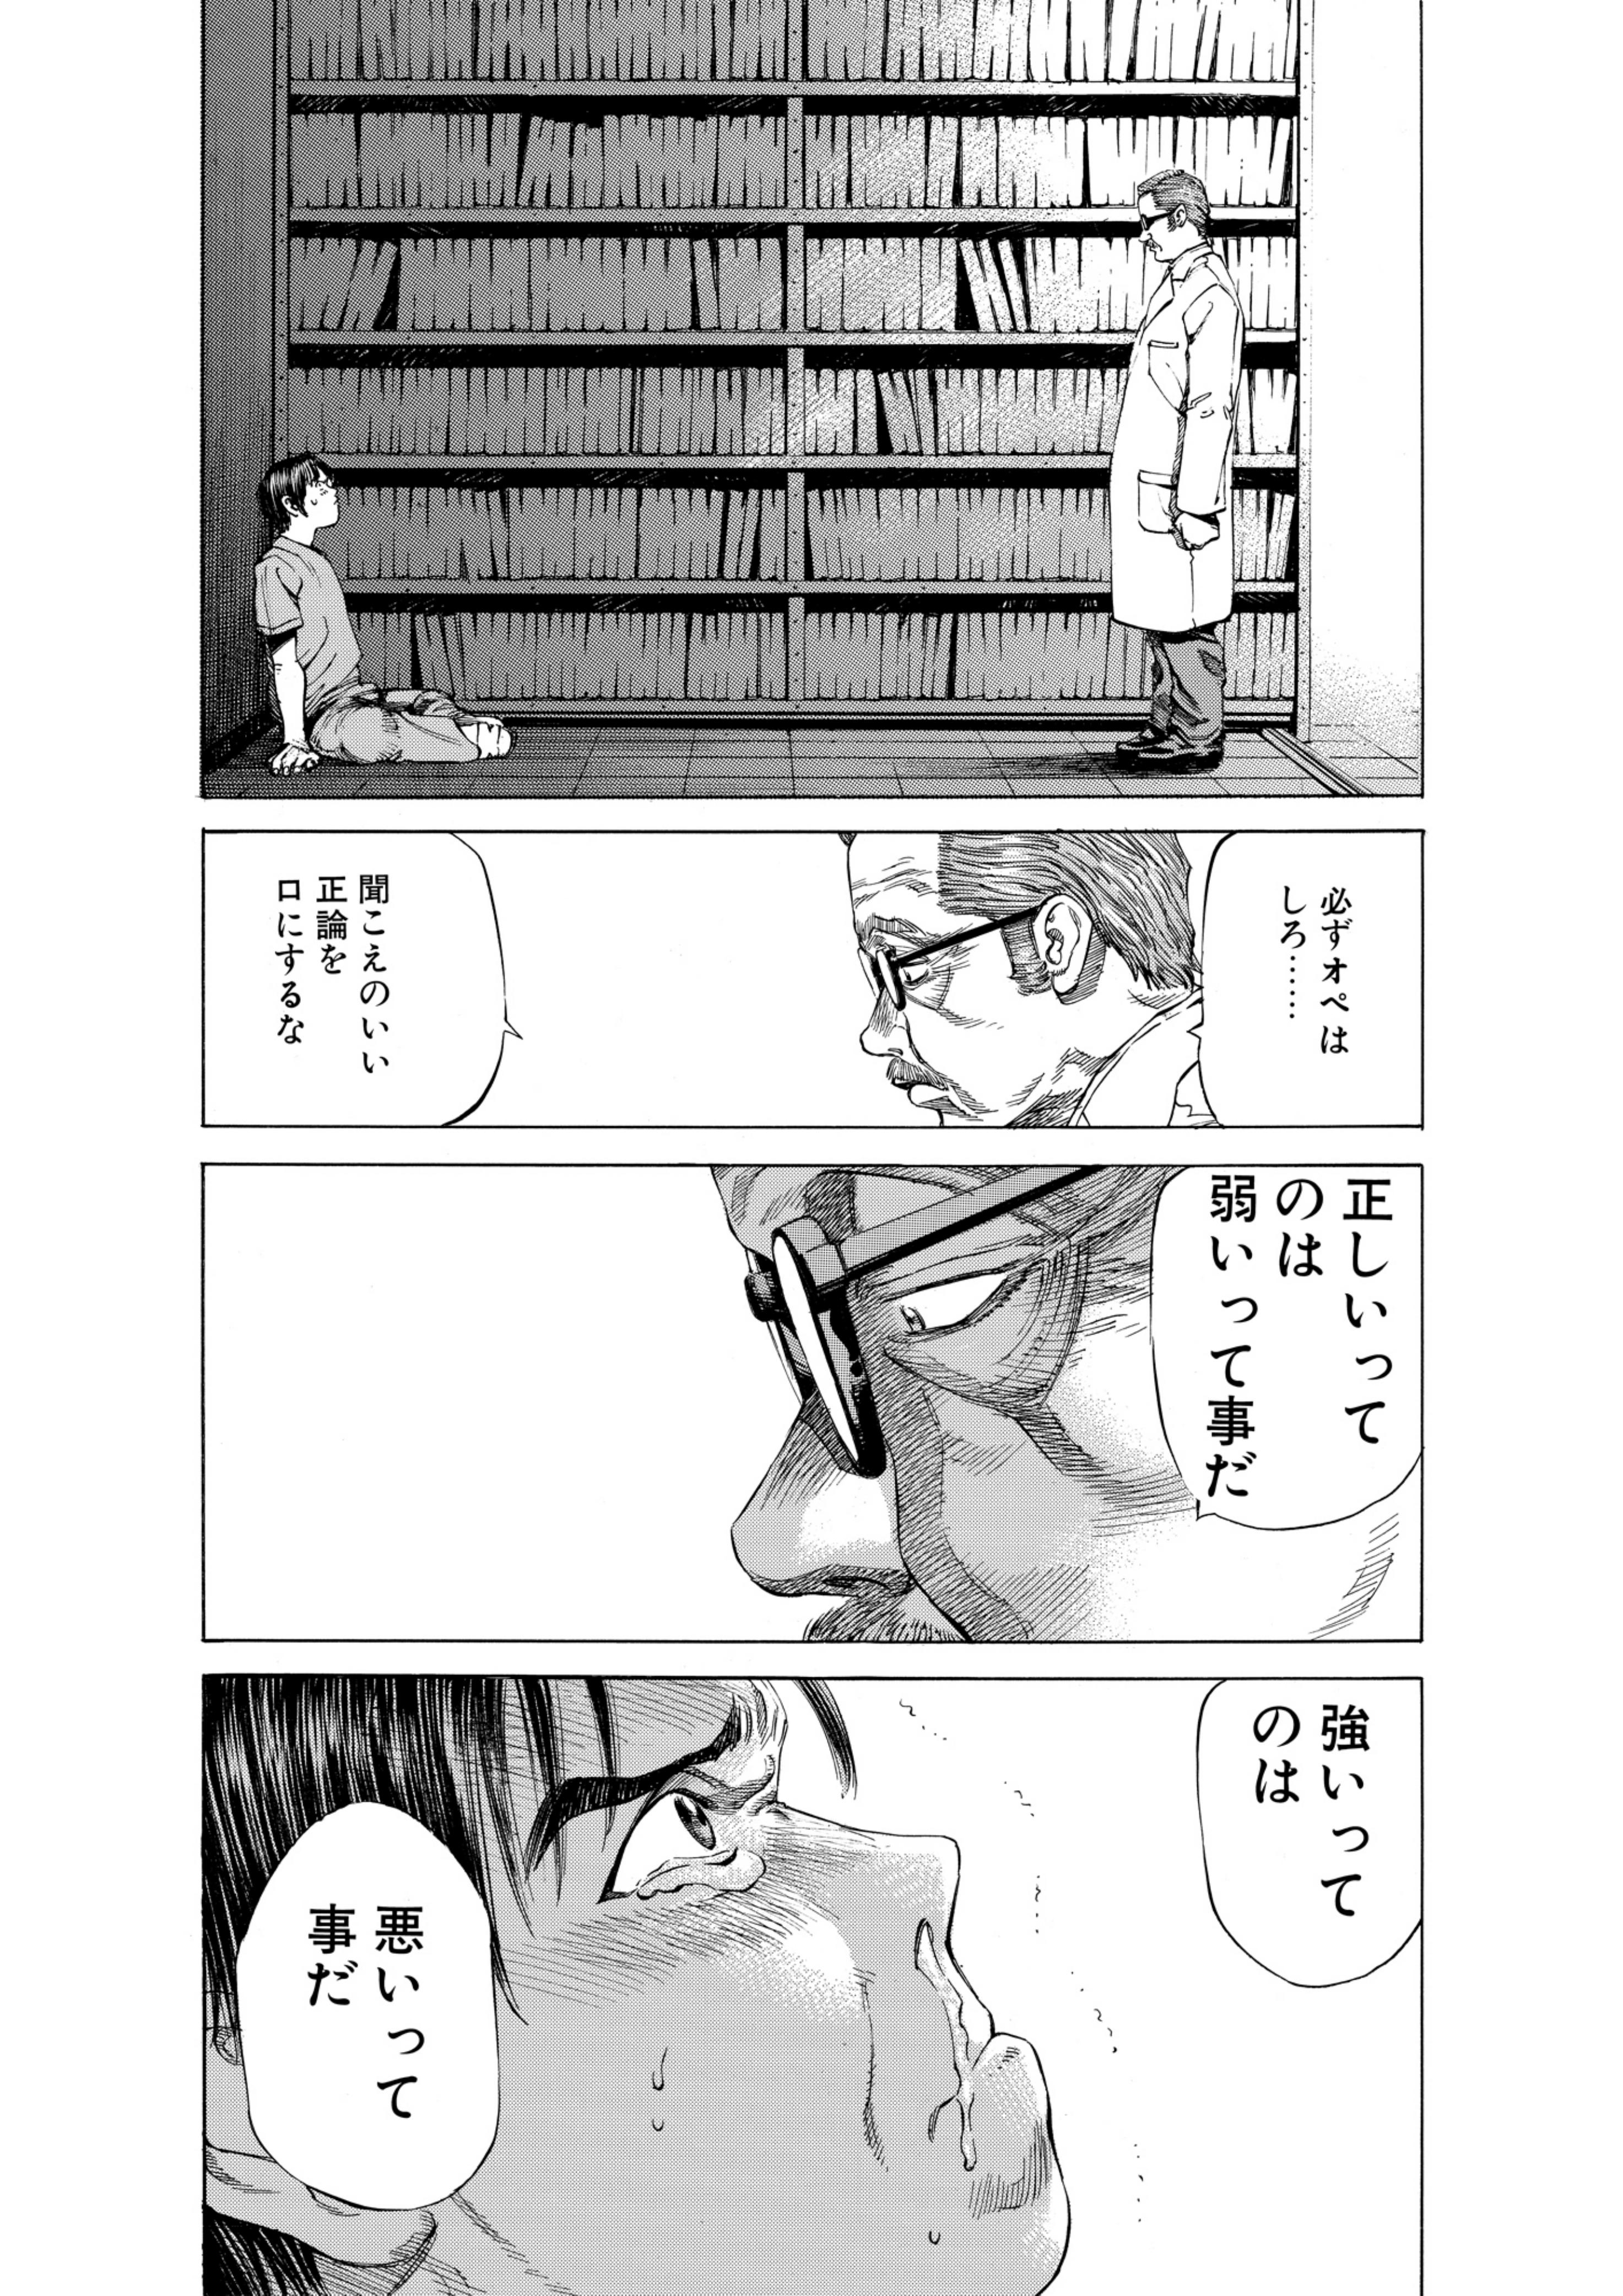 必ずオペは
しろ……
聞こえのいい
正論を
口にするな
正しいって
のは
弱いって事だ
強いって
のは
悪いって
事だ